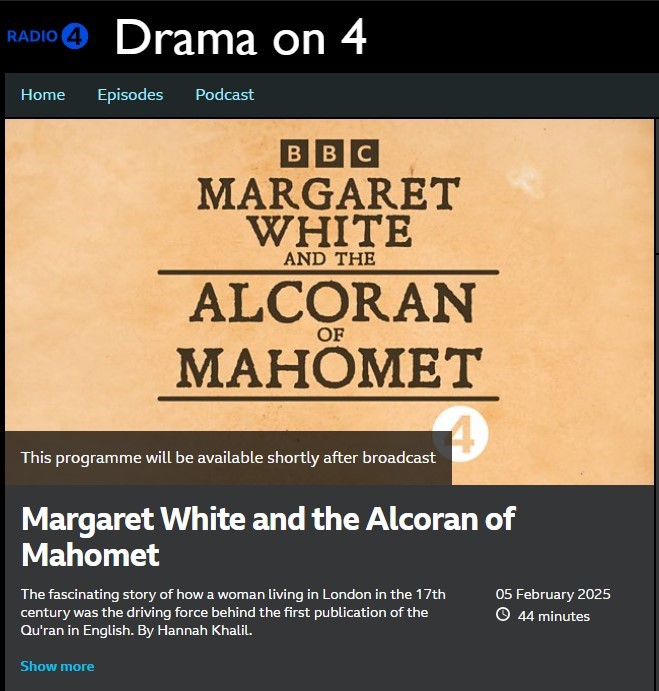 RADIO 4 Drama on 4
Home Episodes Podcast
BBC
MARGARET
WHITE
AND THE
ALCORAN
OF
MAHOMET
4
This programme will be available shortly after broadcast
Margaret White and the Alcoran of
Mahomet
The fascinating story of how a woman living in London in the 17th
century was the driving force behind the first publication of the
Qu'ran in English. By Hannah Khalil.
05 February 2025
44 minutes
Show more